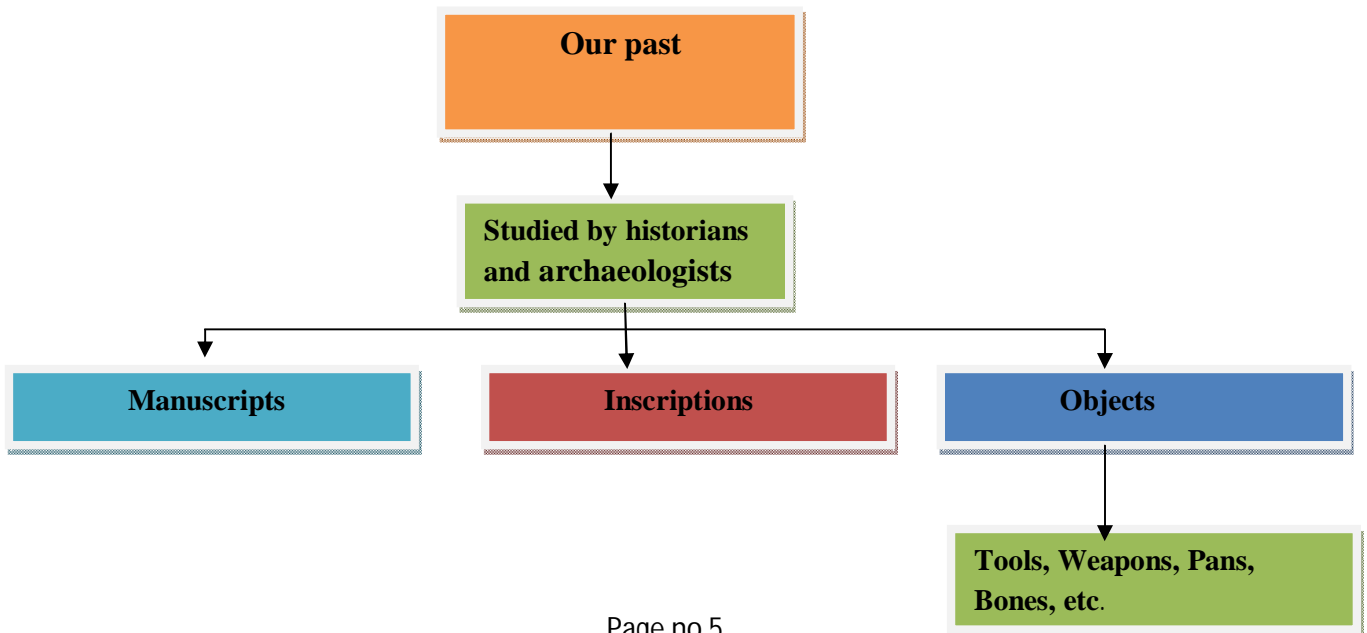 Our past
Studied by historians
and archaeologists
Manuscripts
Inscriptions
Objects
Tools, Weapons, Pans,
Bones, etc.
Page no 5